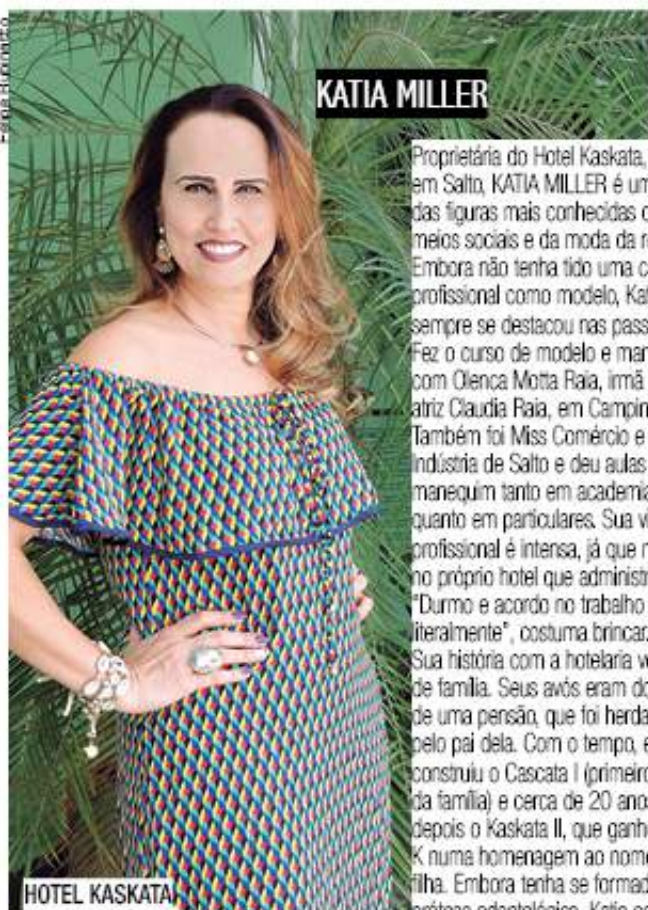 KATIA MILLER
Proprietária do Hotel Kaskata,
em Salto, KATIA MILLER é um
das figuras mais conhecidas
meios sociais e da moda da
Embora não tenha tido uma
profissional como modelo,
sempre se destacou nas
Fez o curso de modelo e
com Olenca Motta Raia, irmã
atriz Claudia Raia, em
Também foi Miss Comércio e
Indústria de Salto e deu aulas
manequim tanto em
quanto em particulares. Sua
profissional é intensa, já que
no próprio hotel que
"Durmo e acordo no trabalho
literalmente", costuma brincar.
Sua história com a hotelaria
de família. Seus avós eram
de uma pensão, que foi
pelo pai dela. Com o tempo,
construiu o Cascata I
da família) e cerca de 20 anos
depois o Kaskata II, que
K numa homenagem ao nome
filha. Embora tenha se
HOTEL KASKATA